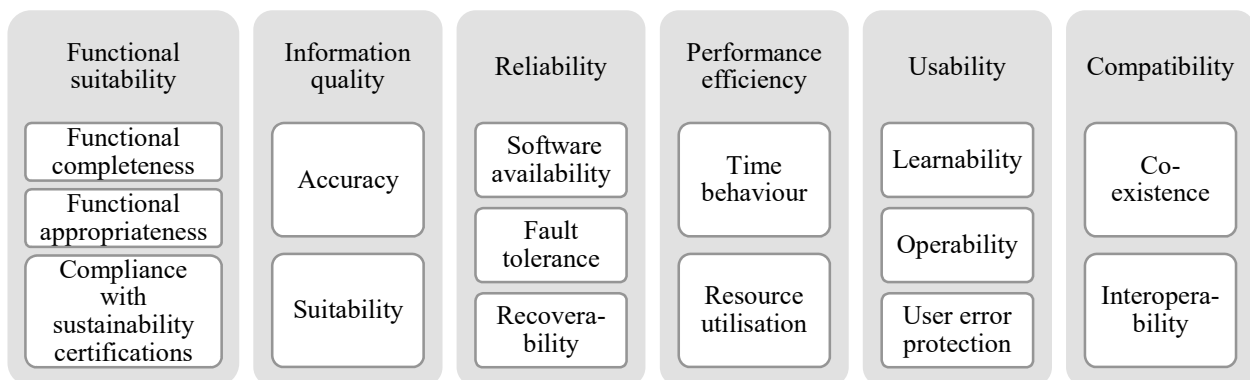 Functional
suitability
Functional
completeness
Functional
appropriateness
Compliance
with
sustainability
certifications
Information
quality
Accuracy
Suitability
Reliability
Software
availability
Fault
tolerance
Recovera-
bility
Performance
efficiency
Time
behaviour
Resource
utilisation
Usability
Learnability
Operability
User error
protection
Compatibility
Co-
existence
Interopera-
bility